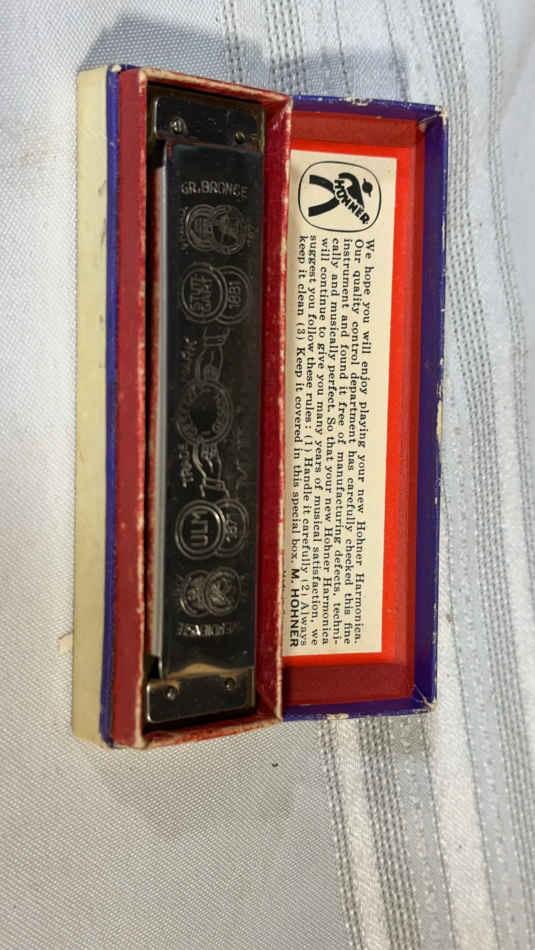 HOHNER
We hope you will enjoy playing your new Hohner Harmonica.
Our quality control department has carefully checked this fine
instrument and found it free of manufacturing defects, techni-
cally and musically perfect. So that your new Hohner Harmonica
will continue to give you many years of musical satisfaction, we
suggest you follow these rules: (1) Handle it carefully (2) Always
keep it clean (3) Keep it covered in this special box. M. HOHNER
GR. BRONCE
1881
ULM
1871